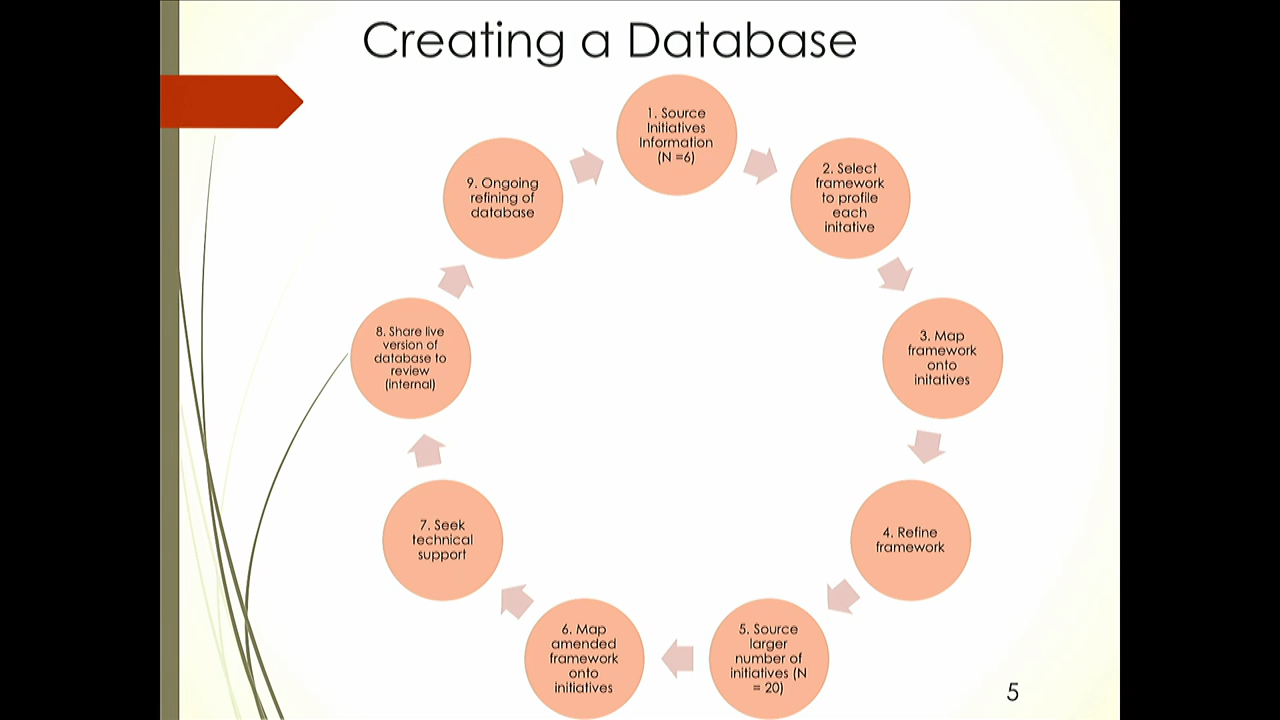 Creating a Database
1. Source
Initiatives
Information
(N =6)
2. Select
framework
to profile
each
initative
3. Map
framework
onto
initatives
4. Refine
framework
5. Source
larger
number of
initiatives (N
= 20)
6. Map
amended
framework
onto
initiatives
7. Seek
technical
support
8. Share live
version of
database to
review
(internal)
9. Ongoing
refining of
database
5